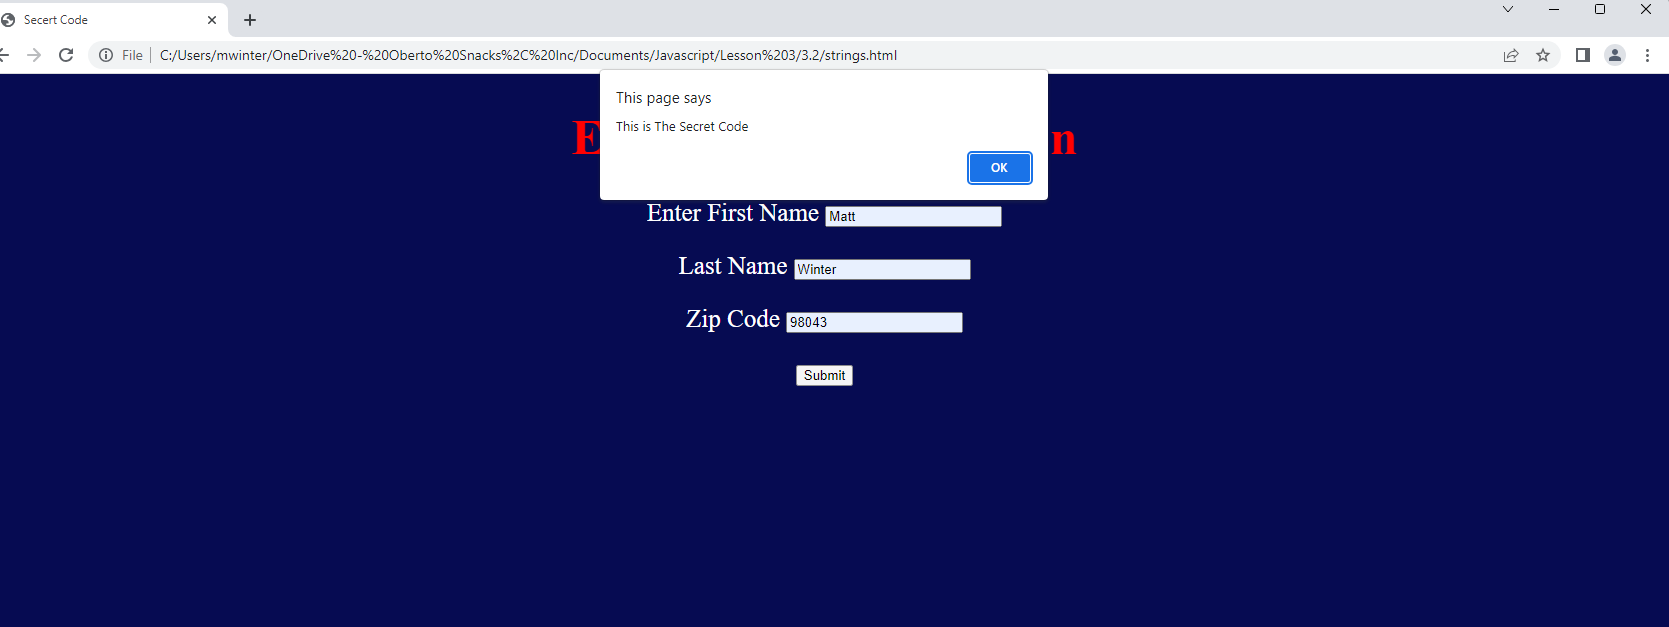 Secert Code
File C:/Users/mwinter/OneDrive%20-%20Oberto%20Snacks%2C%20Inc/Documents/Javascript/Lesson%203/3.2/strings.html
This page says
This is The Secret Code
OK
E n
Enter First Name Matt
Last Name Winter
Zip Code 98043
Submit